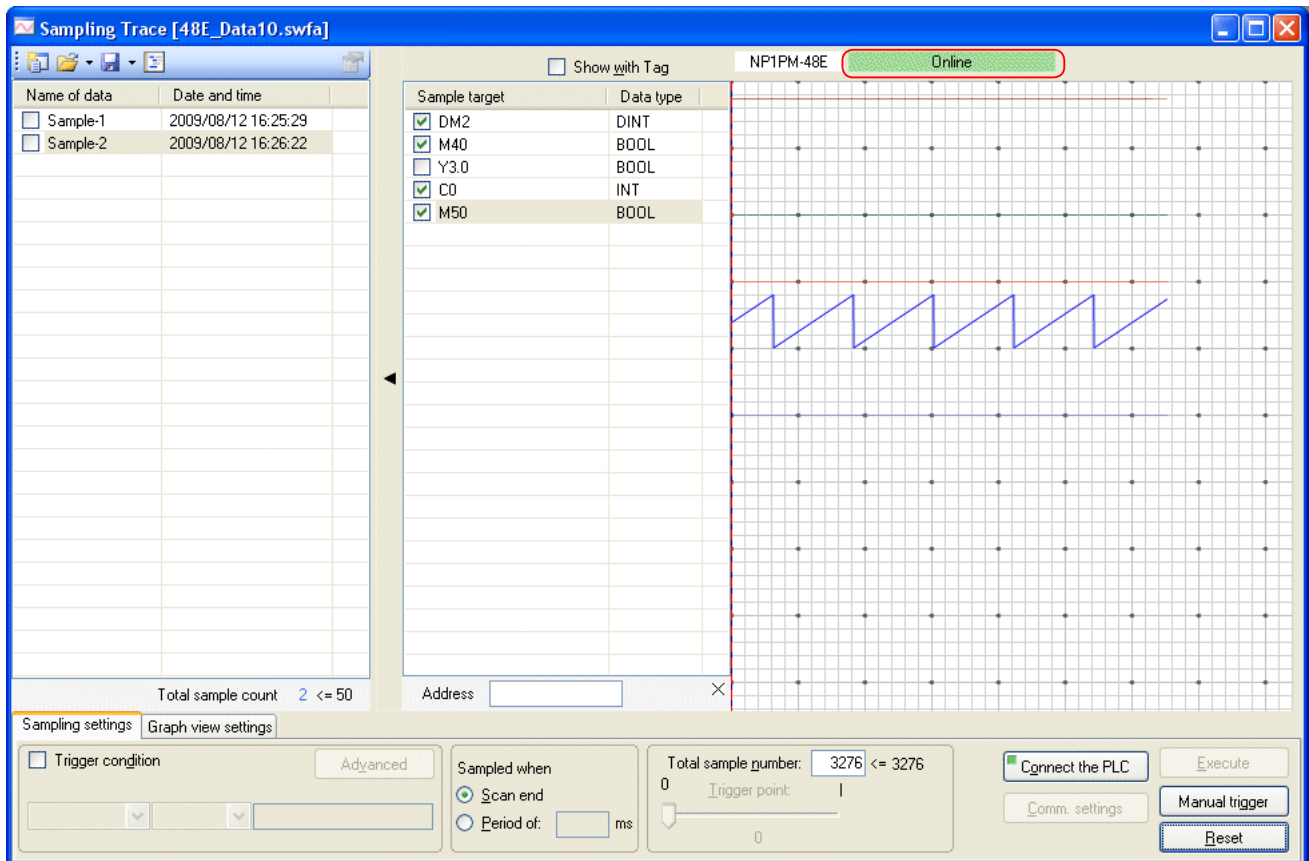 Sampling Trace [48E_Data10.swfa]
Show with Tag
NP1PM-48E
Online
Name of data Date and time
Sample-1 2009/08/12 16:25:29
Sample-2 2009/08/12 16:26:22
Sample target Data type
DM2 DINT
M40 BOOL
Y3.0 BOOL
C0 INT
M50 BOOL
Total sample count 2 <= 50
Address
Sampling settings Graph view settings
Trigger condition
Advanced
Sampled when
Scan end
Period of: ms
Total sample number: 3276 <= 3276
0 Trigger point:
0
Connect the PLC
Comm. settings
Execute
Manual trigger
Reset